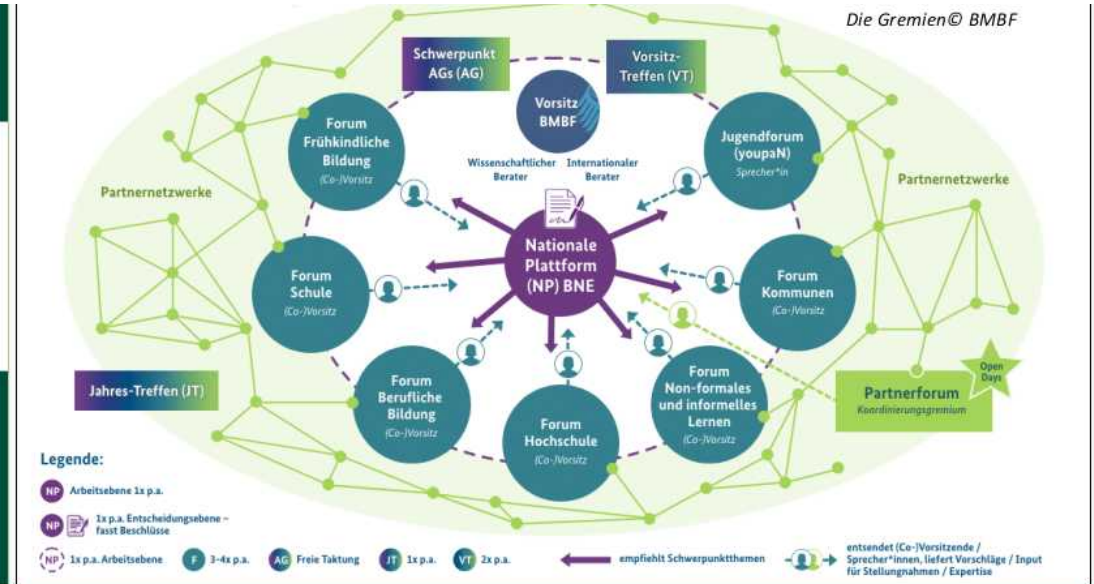 Die Gremien© BMBF
Schwerpunkt
AGs (AG)
Vorsitz-
Treffen (VT)
Vorsitz
BMBF
Wissenschaftlicher
Berater
Internationaler
Berater
Forum
Frühkindliche
Bildung
(Co-)Vorsitz
Jugendforum
(youpaN)
Sprecher*in
Partnernetzwerke
Partnernetzwerke
Nationale
Plattform
(NP) BNE
Forum
Schule
(Co-)Vorsitz
Forum
Kommunen
(Co-)Vorsitz
Forum
Berufliche
Bildung
(Co-)Vorsitz
Forum
Hochschule
(Co-)Vorsitz
Forum
Non-formales
und informelles
Lernen
(Co-)Vorsitz
Open
Days
Partnerforum
Koordinierungsgremium
Jahres-Treffen (JT)
Legende:
NP Arbeitsebene 1x p.a.
NP 1x p.a. Entscheidungsebene –
fasst Beschlüsse
NP 1x p.a. Arbeitsebene
F 3-4x p.a.
AG Freie Taktung
JT 1x p.a.
VT 2x p.a.
empfiehlt Schwerpunktthemen
entsendet (Co-)Vorsitzende /
Sprecher*innen, liefert Vorschläge / Input
für Stellungnahmen / Expertise